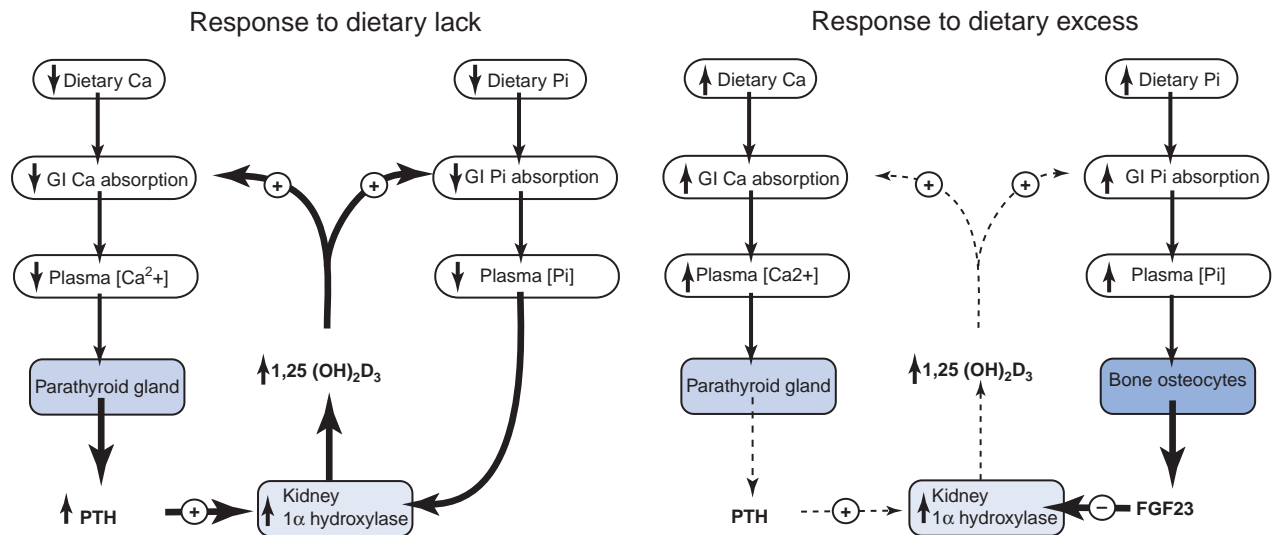 Response to dietary lack
Dietary Ca
Dietary Pi
GI Ca absorption
+
+
GI Pi absorption
Plasma [Ca²+]
Plasma [Pi]
1,25 (OH)₂D₃
Parathyroid gland
PTH
+
Kidney
1α hydroxylase
Response to dietary excess
Dietary Ca
Dietary Pi
GI Ca absorption
+
+
GI Pi absorption
Plasma [Ca2+]
Plasma [Pi]
Parathyroid gland
1,25 (OH)₂D₃
Bone osteocytes
PTH
+
Kidney
1α hydroxylase
−
FGF23